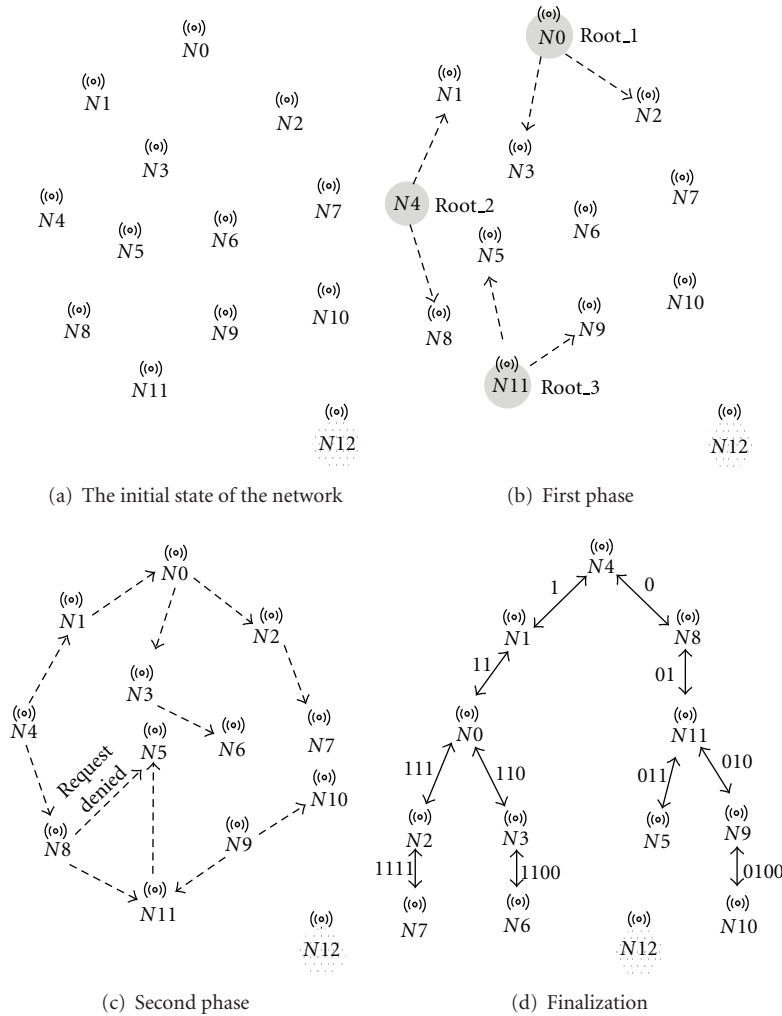 N0
N1
N2
N3
N4
N7
N5
N6
N8
N9
N10
N11
N12
(a) The initial state of the network
N0 Root_1
N1
N2
N3
N7
N4 Root_2
N6
N5
N10
N8
N9
N11 Root_3
N12
(b) First phase
N0
N1
N2
N3
N4
N5
N6
N7
Request
denied
N10
N8
N9
N11
N12
(c) Second phase
N4
1
0
N1
N8
11
01
N0
N11
111
110
011
010
N2
N3
N5
N9
1111
1100
0100
N7
N6
N10
N12
(d) Finalization